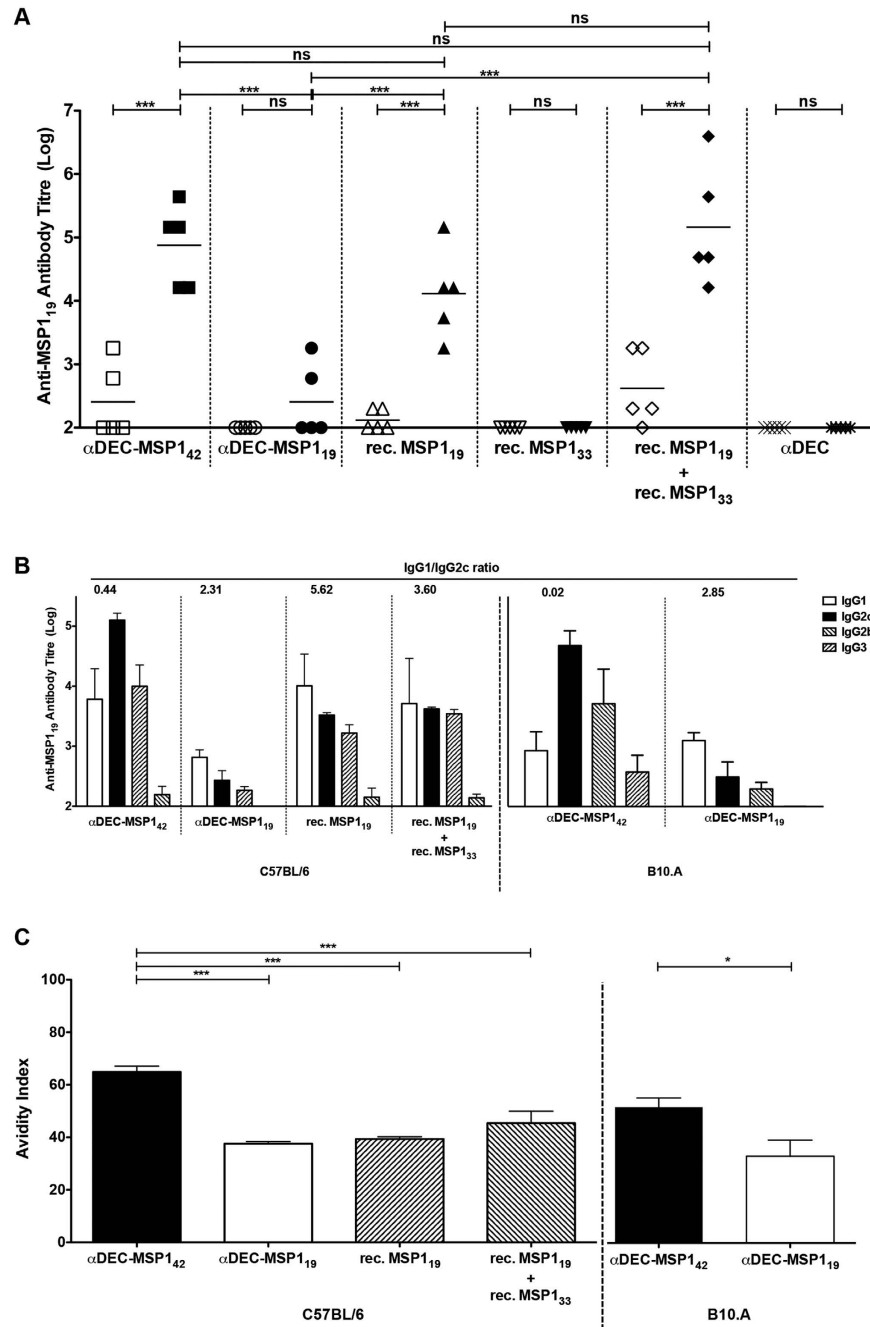 A
ns
ns
ns
***
*** ***
*** ns *** ns *** ns
Anti-MSP1₁₉ Antibody Titre (Log)
7
6
5
4
3
2
αDEC-MSP1₄₂ αDEC-MSP1₁₉ rec. MSP1₁₉ rec. MSP1₃₃ rec. MSP1₁₉ αDEC
+
rec. MSP1₃₃
B
IgG1/IgG2c ratio
0.44 2.31 5.62 3.60 0.02 2.85
IgG1
IgG2c
IgG2b
IgG3
Anti-MSP1₁₉ Antibody Titre (Log)
5
4
3
2
αDEC-MSP1₄₂ αDEC-MSP1₁₉ rec. MSP1₁₉ rec. MSP1₁₉ αDEC-MSP1₄₂ αDEC-MSP1₁₉
+
rec. MSP1₃₃
C57BL/6 B10.A
C
***
***
***
*
Avidity Index
100
80
60
40
20
0
αDEC-MSP1₄₂ αDEC-MSP1₁₉ rec. MSP1₁₉ rec. MSP1₁₉ αDEC-MSP1₄₂ αDEC-MSP1₁₉
+
rec. MSP1₃₃
C57BL/6 B10.A